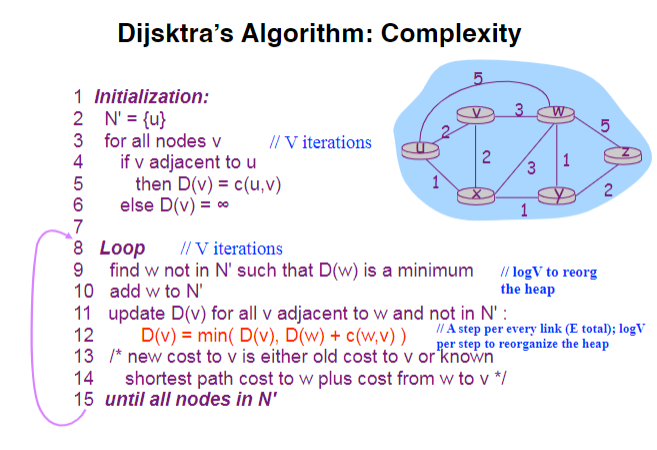 Dijsktra's Algorithm: Complexity
1 Initialization:
2 N' = {u}
3 for all nodes v // V iterations
4 if v adjacent to u
5 then D(v) = c(u,v)
6 else D(v) = ∞
7
8 Loop // V iterations
9 find w not in N' such that D(w) is a minimum // logV to reorg
the heap
10 add w to N'
11 update D(v) for all v adjacent to w and not in N' :
12 D(v) = min( D(v), D(w) + c(w,v) ) // A step per every link (E total); logV
per step to reorganize the heap
13 /* new cost to v is either old cost to v or known
14 shortest path cost to w plus cost from w to v */
15 until all nodes in N'
5
v 3 w
2 5
u 2 3 1 z
1 2
x 1 y